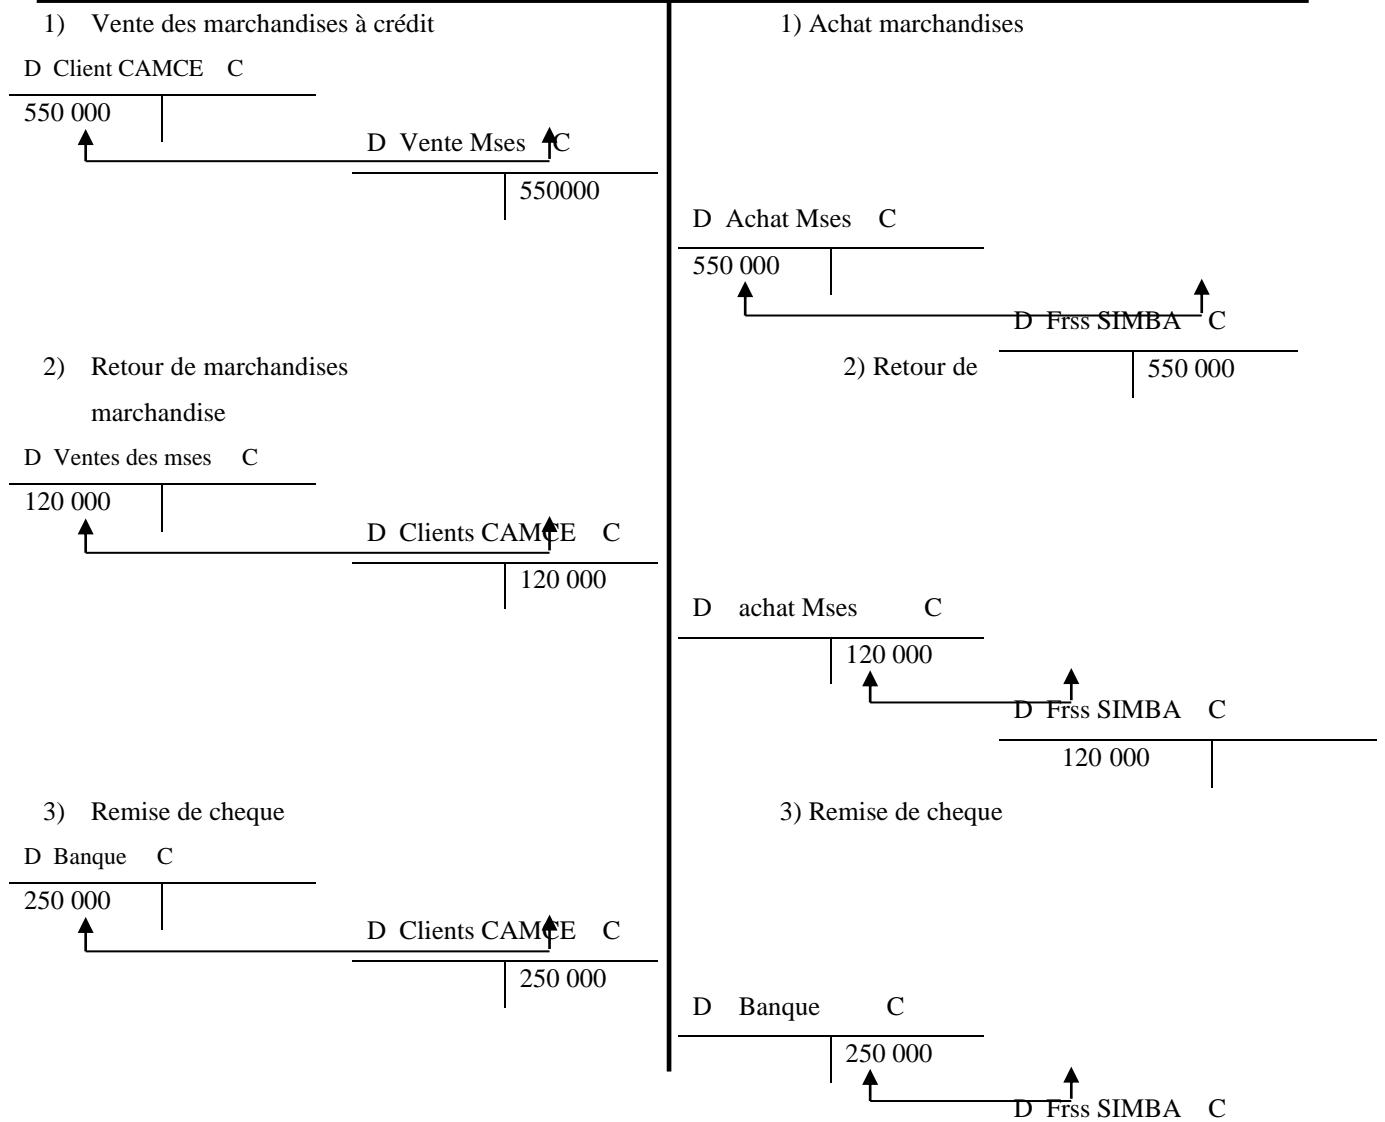 1) Vente des marchandises à crédit
D Client CAMCE C
550 000
D Vente Mses C
550000
2) Retour de marchandises
marchandise
D Ventes des mses C
120 000
D Clients CAMCE C
120 000
3) Remise de cheque
D Banque C
250 000
D Clients CAMCE C
250 000
1) Achat marchandises
D Achat Mses C
550 000
D Frss SIMBA C
550 000
2) Retour de
D achat Mses C
120 000
D Frss SIMBA C
120 000
3) Remise de cheque
D Banque C
250 000
D Frss SIMBA C